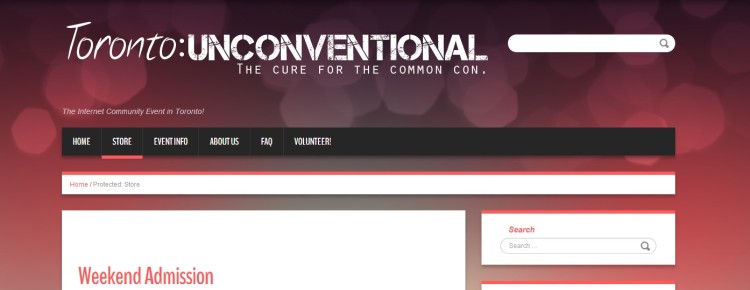 Toronto:UNCONVENTIONAL
THE CURE FOR THE COMMON CON.
The Internet Community Event in Toronto!
HOME STORE EVENT INFO ABOUT US FAQ VOLUNTEER!
Home / Protected: Store
Search
Search …
Weekend Admission